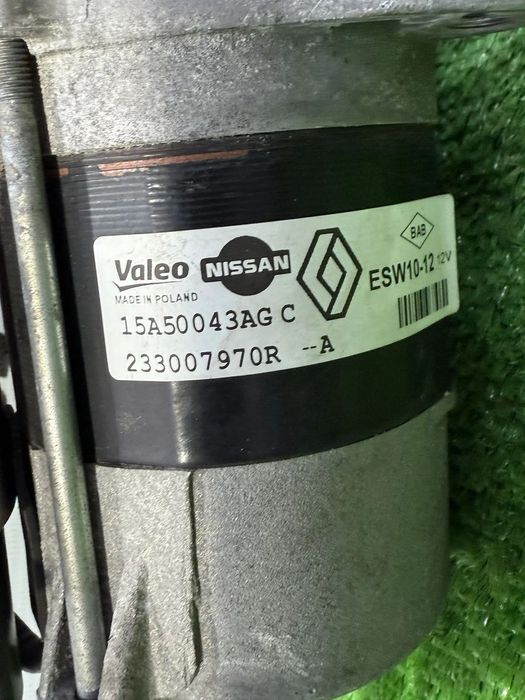 BAB
Valeo NISSAN
ESW10-12 12V
MADE IN POLAND
15A50043AG C
233007970R --A